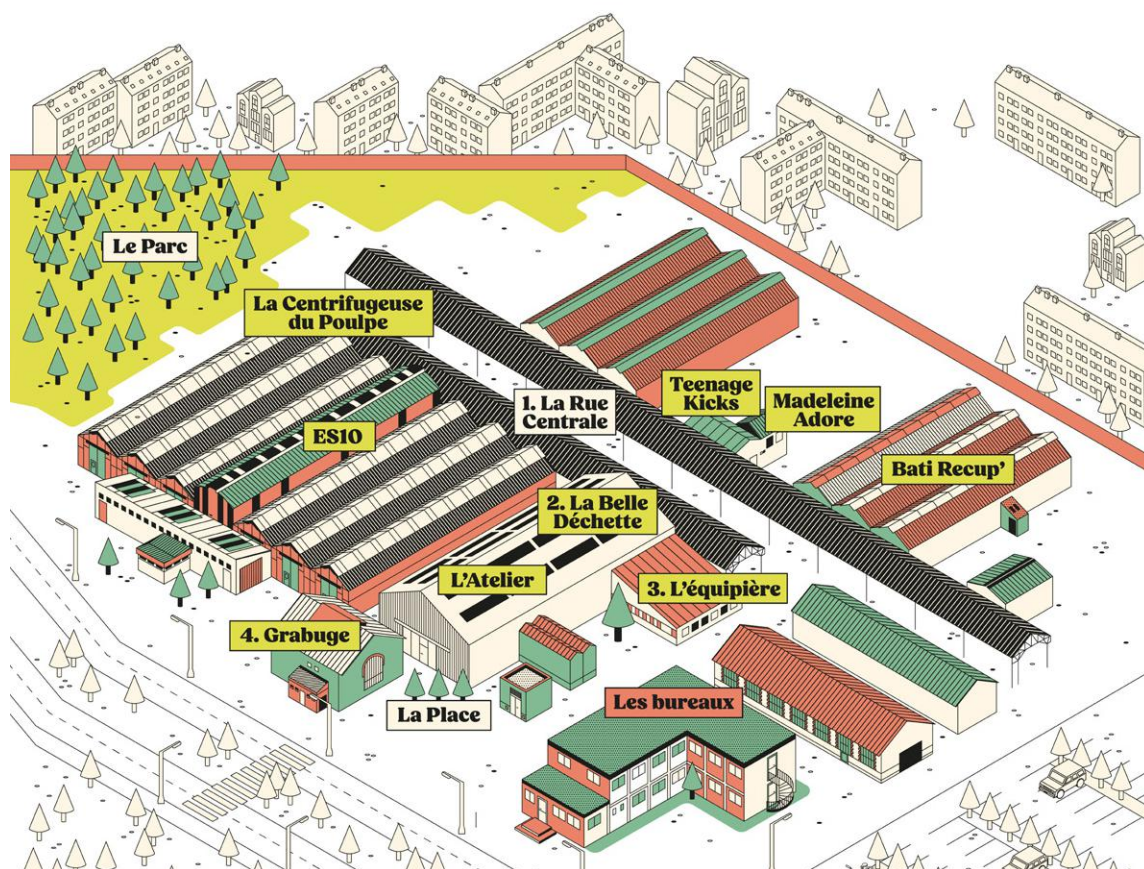 Le Parc
La Centrifugeuse
du Poulpe
ES10
1. La Rue
Centrale
Teenage
Kicks
Madeleine
Adore
Bati Recup’
2. La Belle
Déchette
L’Atelier
3. L’équipière
4. Grabuge
La Place
Les bureaux